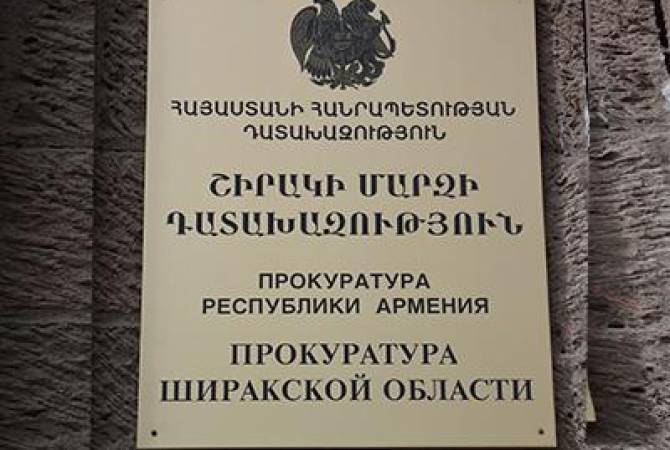 ՀԱՅԱՍՏԱՆԻ ՀԱՆՐԱՊԵՏՈՒԹՅԱՆ
ԴԱՏԱԽԱԶՈՒԹՅՈՒՆ
ՇԻՐԱԿԻ ՄԱՐԶԻ
ԴԱՏԱԽԱԶՈՒԹՅՈՒՆ
ПРОКУРАТУРА
РЕСПУБЛИКИ АРМЕНИЯ
ПРОКУРАТУРА
ШИРАКСКОЙ ОБЛАСТИ